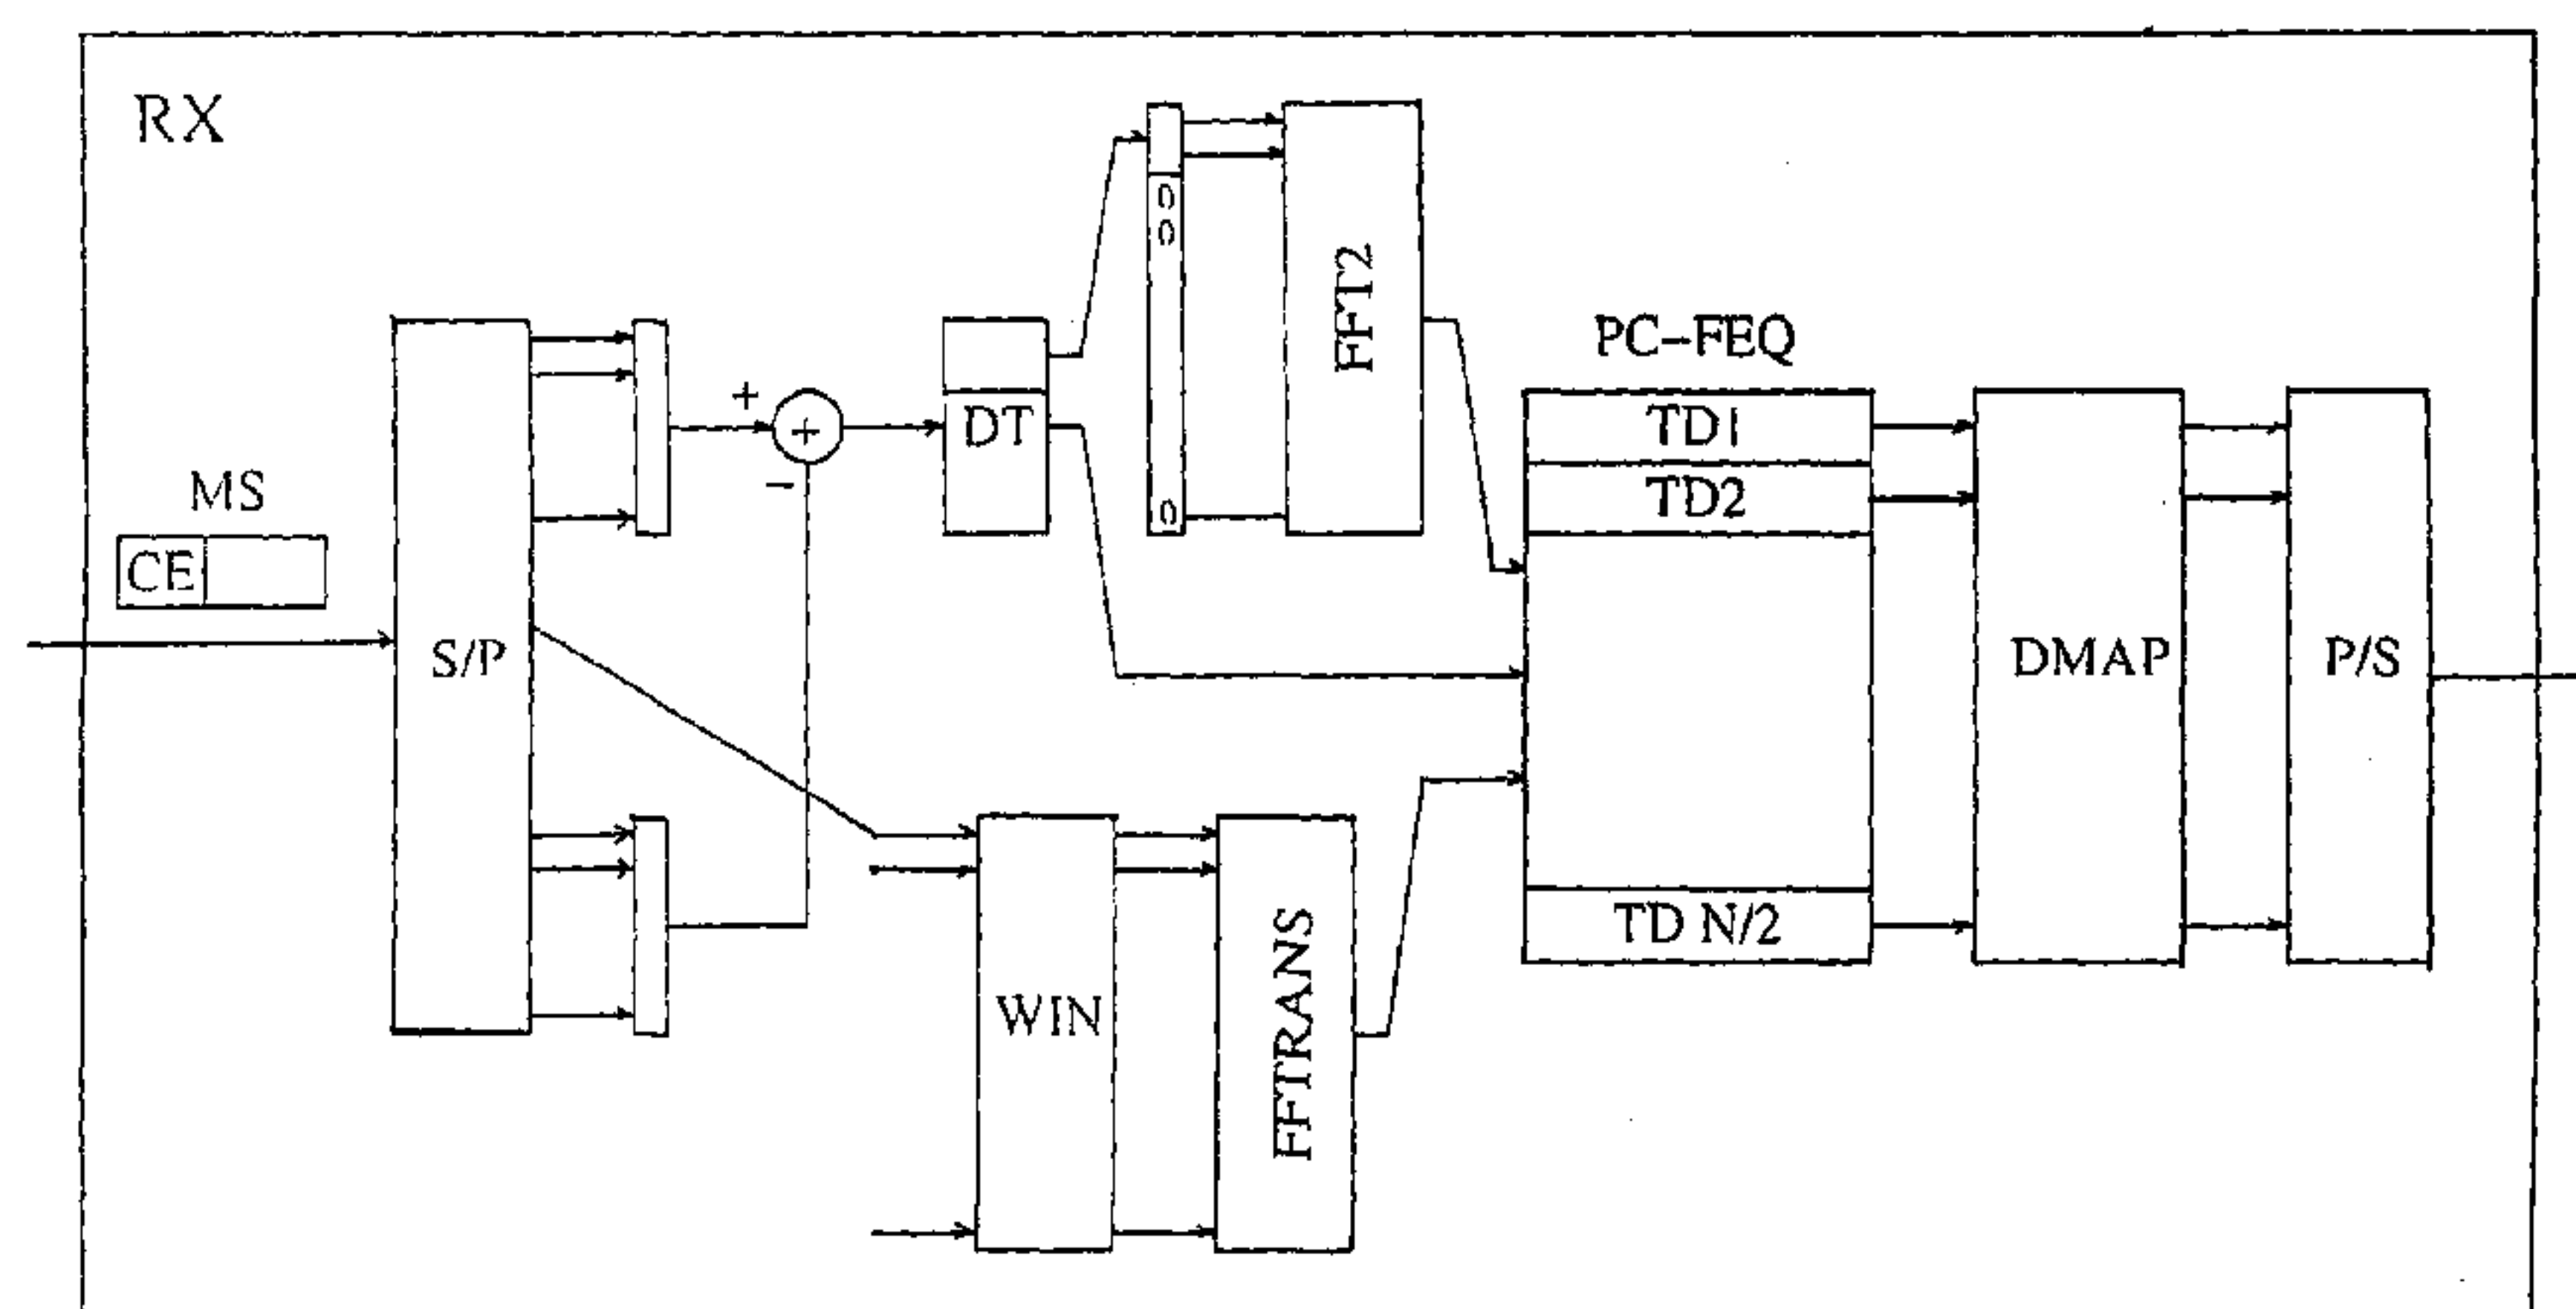 RX
0
0
FFT2
PC-FEQ
+
+
DT
TD1
MS
−
TD2
0
CE
S/P
DMAP
P/S
WIN
FFTRANS
TD N/2